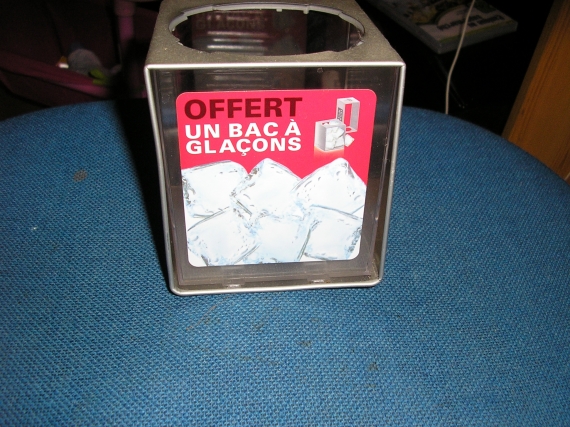 OFFERT
UN BAC À
GLAÇONS